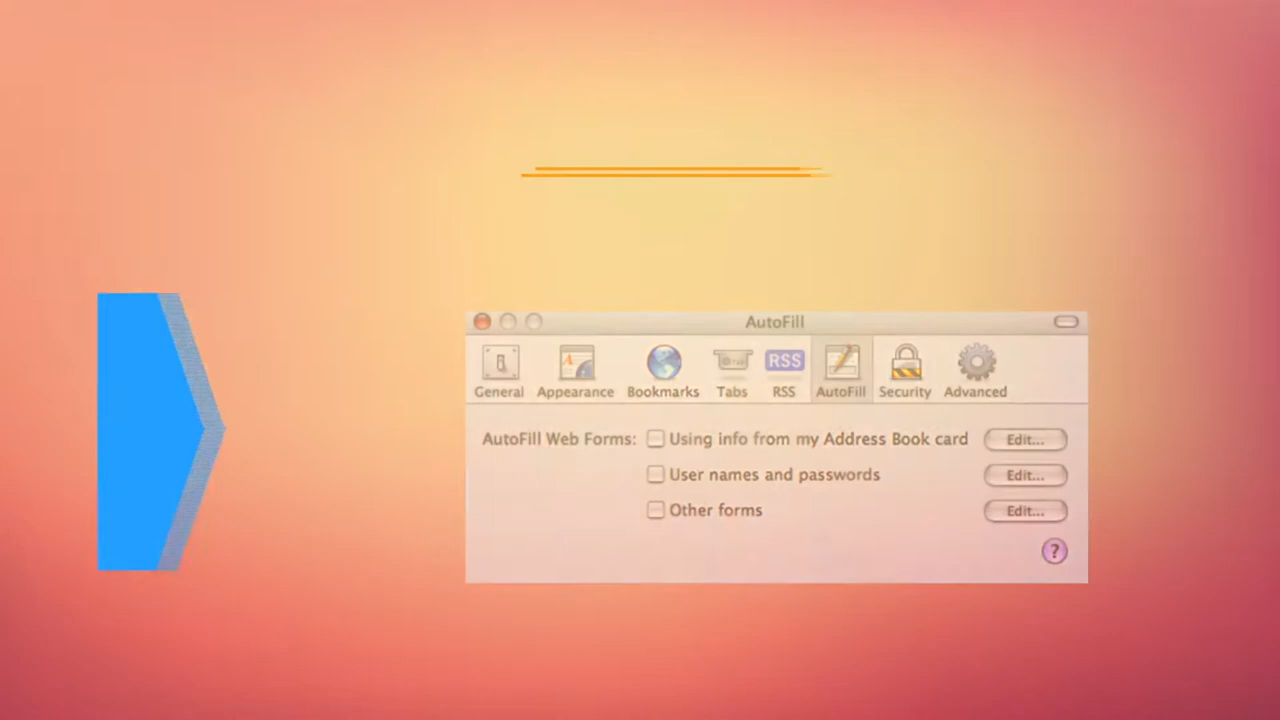 AutoFill
General Appearance Bookmarks Tabs RSS RSS AutoFill Security Advanced
AutoFill Web Forms: Using info from my Address Book card Edit...
User names and passwords Edit...
Other forms Edit...
?